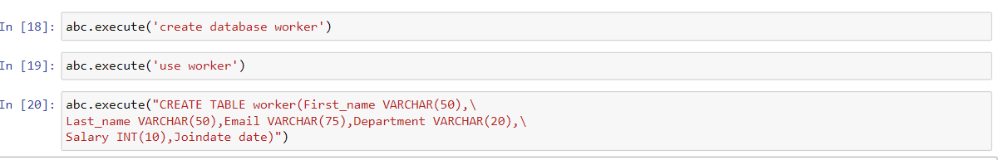 In [18]: abc.execute('create database worker')
In [19]: abc.execute('use worker')
In [20]: abc.execute("CREATE TABLE worker(First_name VARCHAR(50),\
Last_name VARCHAR(50),Email VARCHAR(75),Department VARCHAR(20),\
Salary INT(10),Joindate date)")